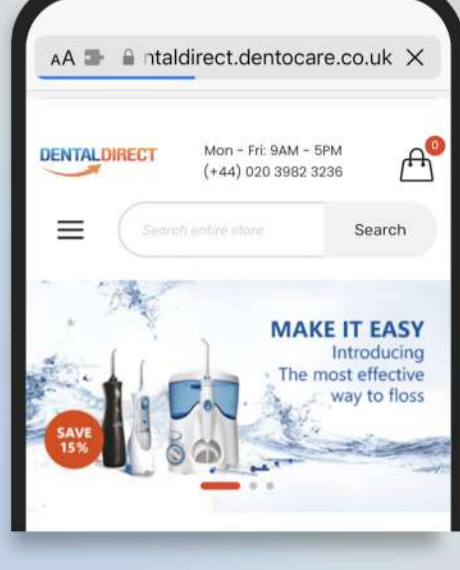 AA ntaldirect.dentocare.co.uk
DENTALDIRECT
Mon - Fri: 9AM - 5PM
(+44) 020 3982 3236
0
Search entire store
Search
MAKE IT EASY
Introducing
The most effective
way to floss
SAVE
15%